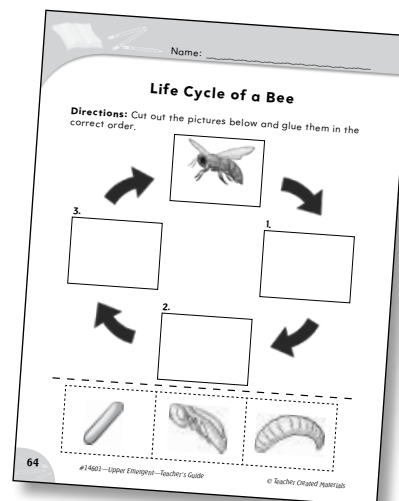 Name:
Life Cycle of a Bee
Directions: Cut out the pictures below and glue them in the
correct order.
3.
1.
2.
64
#14601—Upper Emergent—Teacher's Guide
© Teacher Created Materials